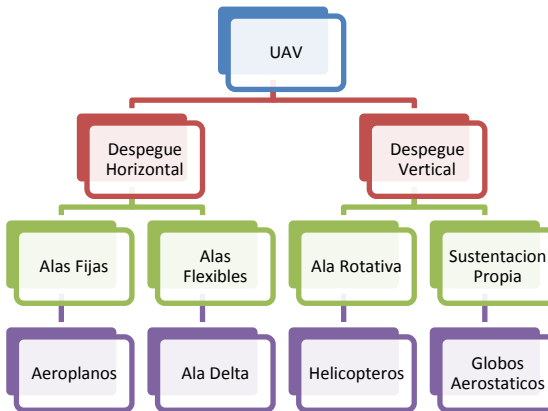 UAV
Despegue
Horizontal
Despegue
Vertical
Alas Fijas
Alas
Flexibles
Ala Rotativa
Sustentacion
Propia
Aeroplanos
Ala Delta
Helicopteros
Globos
Aerostaticos